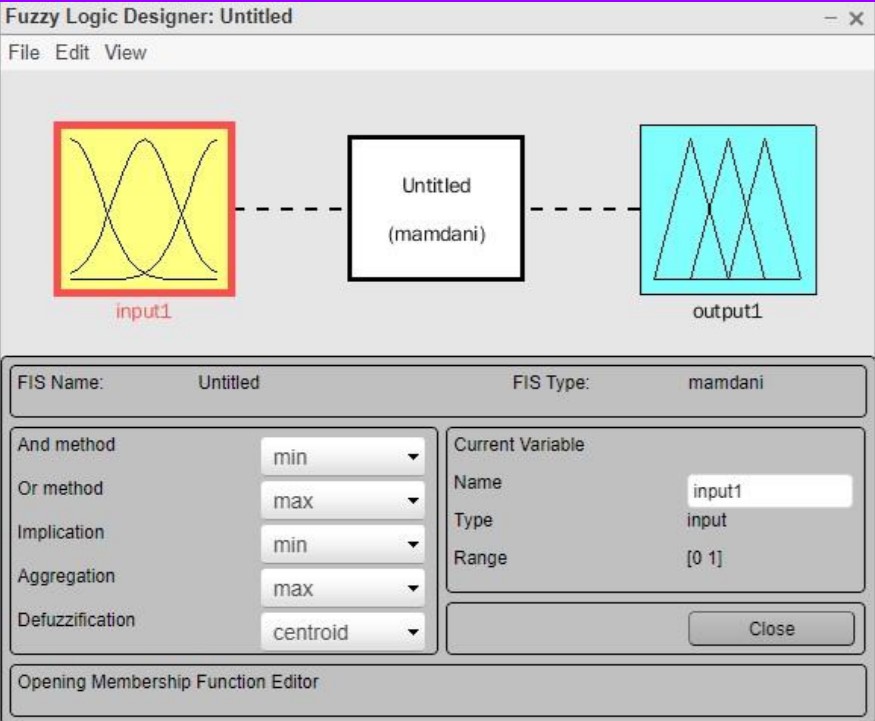 Fuzzy Logic Designer: Untitled
File Edit View
Untitled
(mamdani)
input1
output1
FIS Name: Untitled FIS Type: mamdani
And method min
Or method max
Implication min
Aggregation max
Defuzzification centroid
Current Variable
Name input1
Type input
Range [0 1]
Close
Opening Membership Function Editor